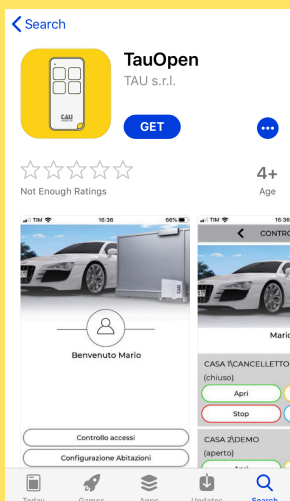 Search
TAU
TauOpen
TAU s.r.l.
GET
4+
Not Enough Ratings
Age
TIM 16:36 66%
TIM 16:36
CONTRO
Benvenuto Mario
Mario
CASA 1\CANCELLETTO
(chiuso)
Apri
Stop
Controllo accessi
CASA 2\DEMO
Configurazione Abitazioni
(aperto)
Today Games Apps Updates Search